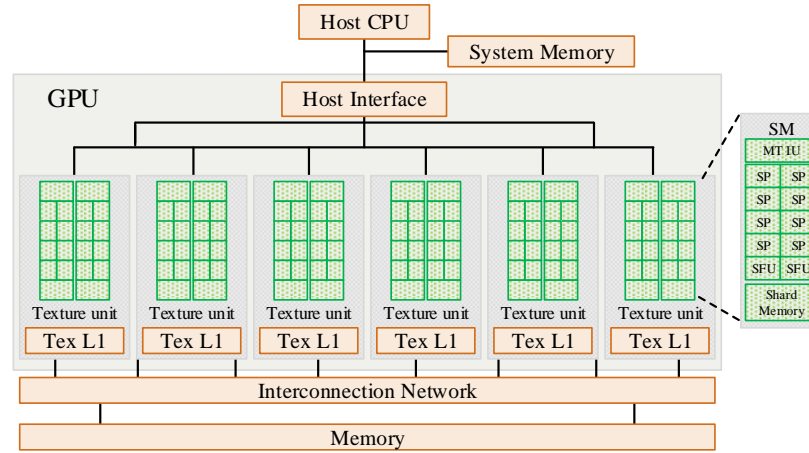 Host CPU
System Memory
GPU
Host Interface
SM
MT IU
SP SP
SP SP
SP SP
SP SP
SFU SFU
Shard
Memory
Texture unit Texture unit Texture unit Texture unit Texture unit Texture unit
Tex L1 Tex L1 Tex L1 Tex L1 Tex L1 Tex L1
Interconnection Network
Memory